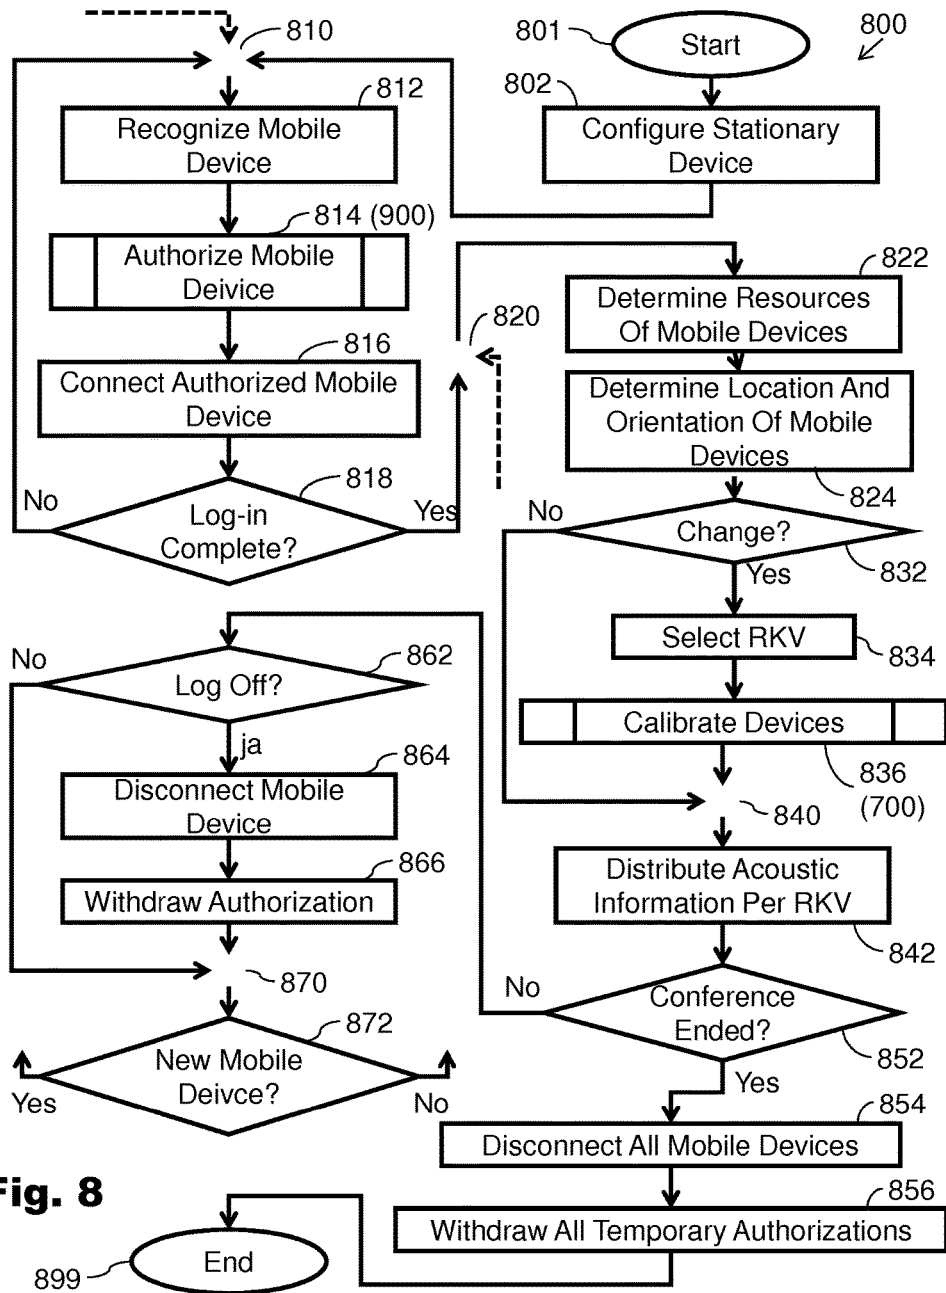 800
801
Start
802
Configure Stationary
Device
810
812
Recognize Mobile
Device
814 (900)
Authorize Mobile
Deivice
816
Connect Authorized Mobile
Device
818
Log-in
Complete?
No
Yes
820
822
Determine Resources
Of Mobile Devices
Determine Location And
Orientation Of Mobile
Devices
824
Change?
No
Yes
832
Select RKV
834
Calibrate Devices
836
(700)
840
Distribute Acoustic
Information Per RKV
842
Conference
Ended?
No
Yes
852
862
Log Off?
No
ja
864
Disconnect Mobile
Device
866
Withdraw Authorization
870
872
New Mobile
Deivce?
Yes
No
854
Disconnect All Mobile Devices
856
Withdraw All Temporary Authorizations
End
899
Fig. 8